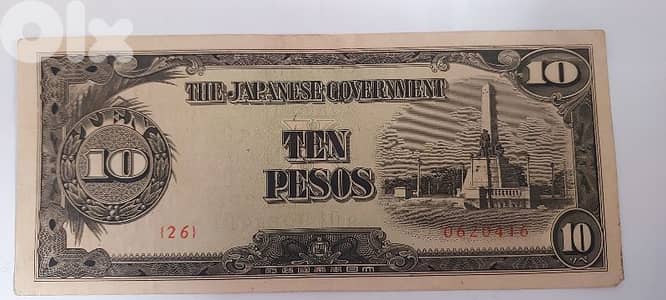 OLX
10
THE JAPANESE GOVERNMENT
10
TEN
PESOS
{26}
0620416
10